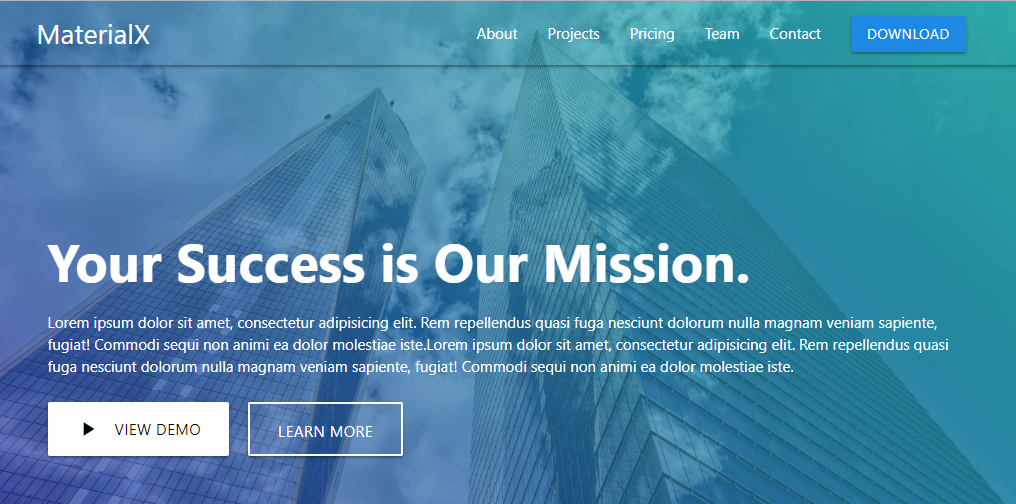 MaterialX
About Projects Pricing Team Contact DOWNLOAD
Your Success is Our Mission.
Lorem ipsum dolor sit amet, consectetur adipisicing elit. Rem repellendus quasi fuga nesciunt dolorum nulla magnam veniam sapiente,
fugiat! Commodi sequi non animi ea dolor molestiae iste.Lorem ipsum dolor sit amet, consectetur adipisicing elit. Rem repellendus quasi
fuga nesciunt dolorum nulla magnam veniam sapiente, fugiat! Commodi sequi non animi ea dolor molestiae iste.
VIEW DEMO
LEARN MORE